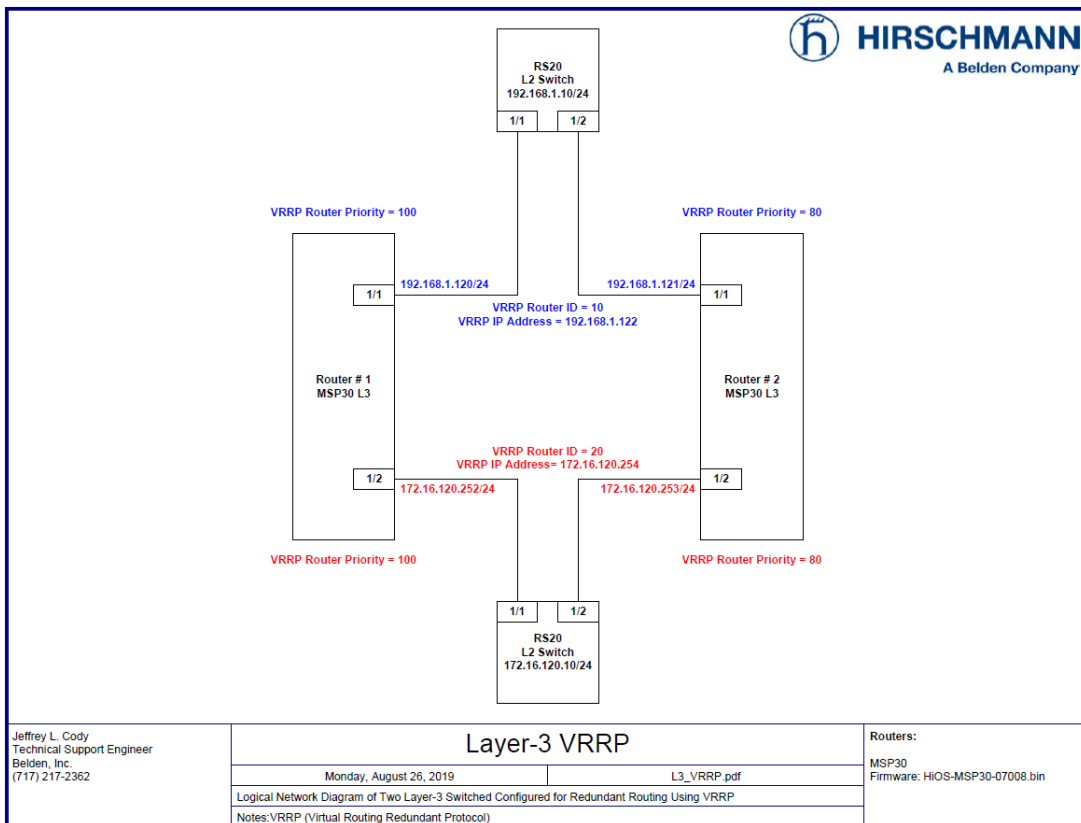 HIRSCHMANN
A Belden Company
RS20
L2 Switch
192.168.1.10/24
1/1
1/2
VRRP Router Priority = 100
VRRP Router Priority = 80
192.168.1.120/24
192.168.1.121/24
1/1
1/1
VRRP Router ID = 10
VRRP IP Address = 192.168.1.122
Router # 1
MSP30 L3
Router # 2
MSP30 L3
VRRP Router ID = 20
VRRP IP Address= 172.16.120.254
1/2
1/2
172.16.120.252/24
172.16.120.253/24
VRRP Router Priority = 100
VRRP Router Priority = 80
1/1
1/2
RS20
L2 Switch
172.16.120.10/24
Jeffrey L. Cody
Technical Support Engineer
Belden, Inc.
(717) 217-2362
Layer-3 VRRP
Monday, August 26, 2019
L3_VRRP.pdf
Logical Network Diagram of Two Layer-3 Switched Configured for Redundant Routing Using VRRP
Notes:VRRP (Virtual Routing Redundant Protocol)
Routers:
MSP30
Firmware: HiOS-MSP30-07008.bin